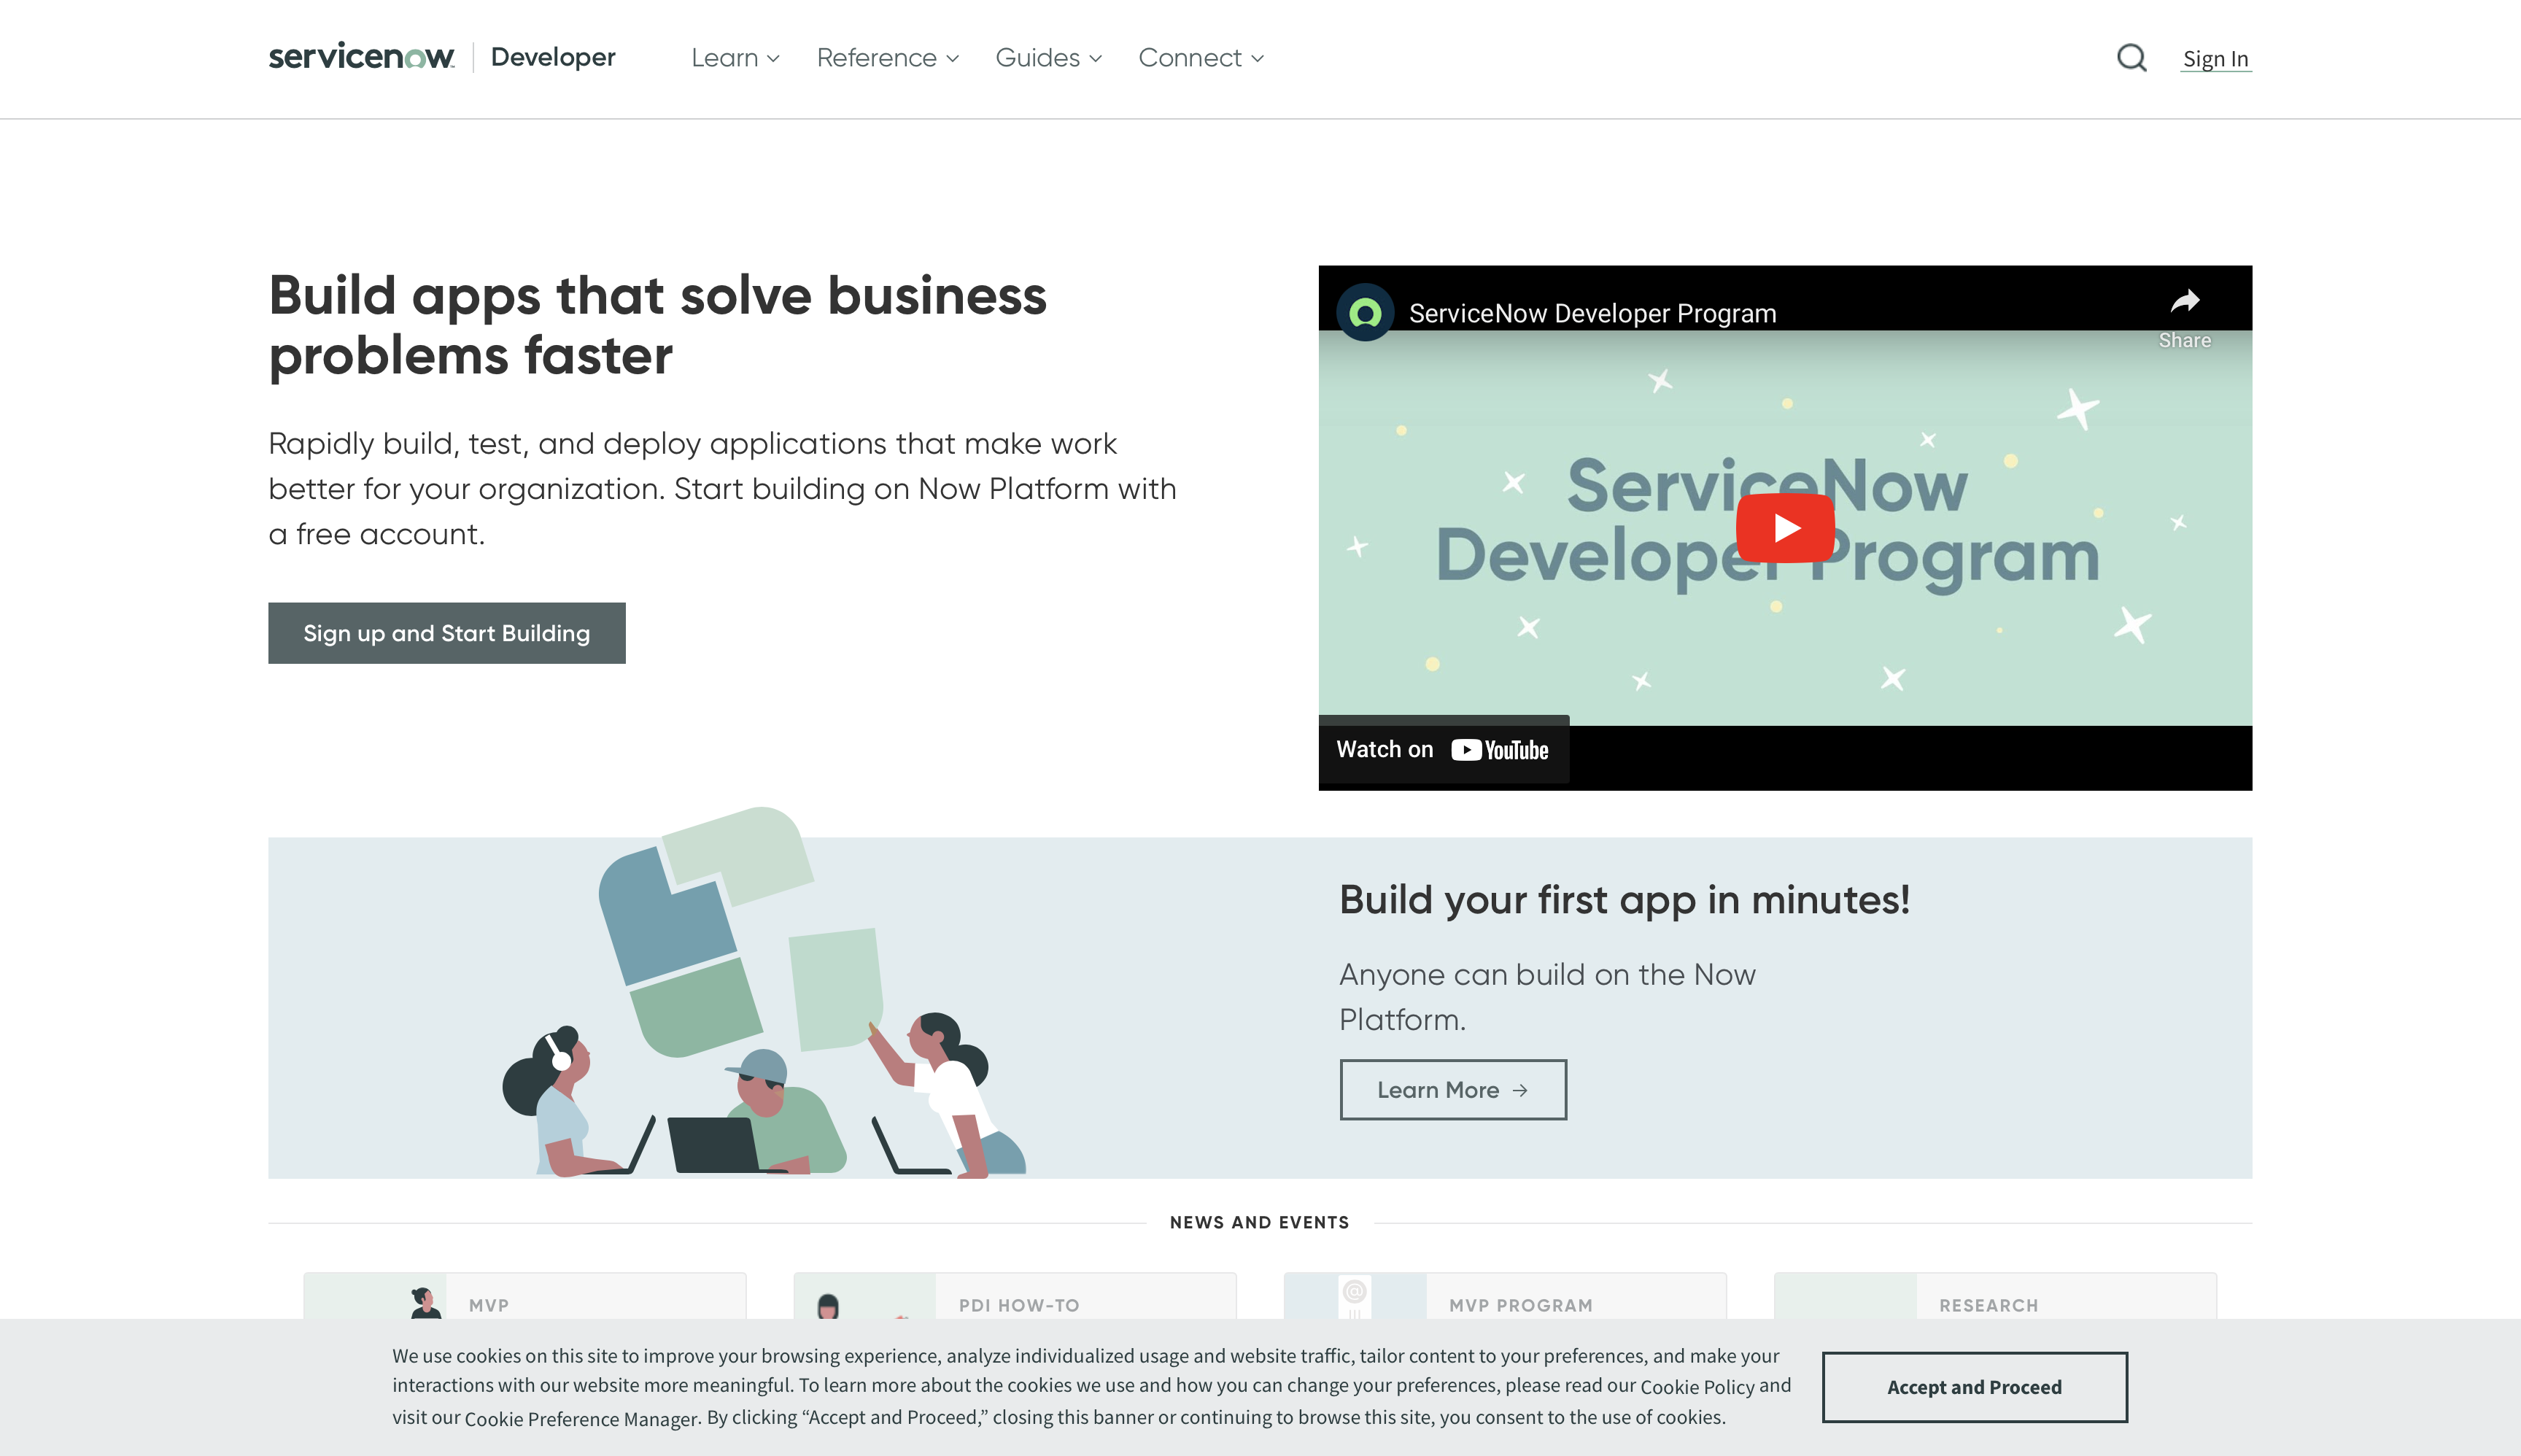 servicenow Developer Learn Reference Guides Connect Sign In
Build apps that solve business
problems faster
Rapidly build, test, and deploy applications that make work
better for your organization. Start building on Now Platform with
a free account.
Sign up and Start Building
ServiceNow Developer Program
Share
ServiceNow
Developer Program
Watch on YouTube
Build your first app in minutes!
Anyone can build on the Now
Platform.
Learn More →
NEWS AND EVENTS
MVP
PDI HOW-TO
MVP PROGRAM
RESEARCH
We use cookies on this site to improve your browsing experience, analyze individualized usage and website traffic, tailor content to your preferences, and make your
interactions with our website more meaningful. To learn more about the cookies we use and how you can change your preferences, please read our Cookie Policy and
visit our Cookie Preference Manager. By clicking “Accept and Proceed,” closing this banner or continuing to browse this site, you consent to the use of cookies.
Accept and Proceed